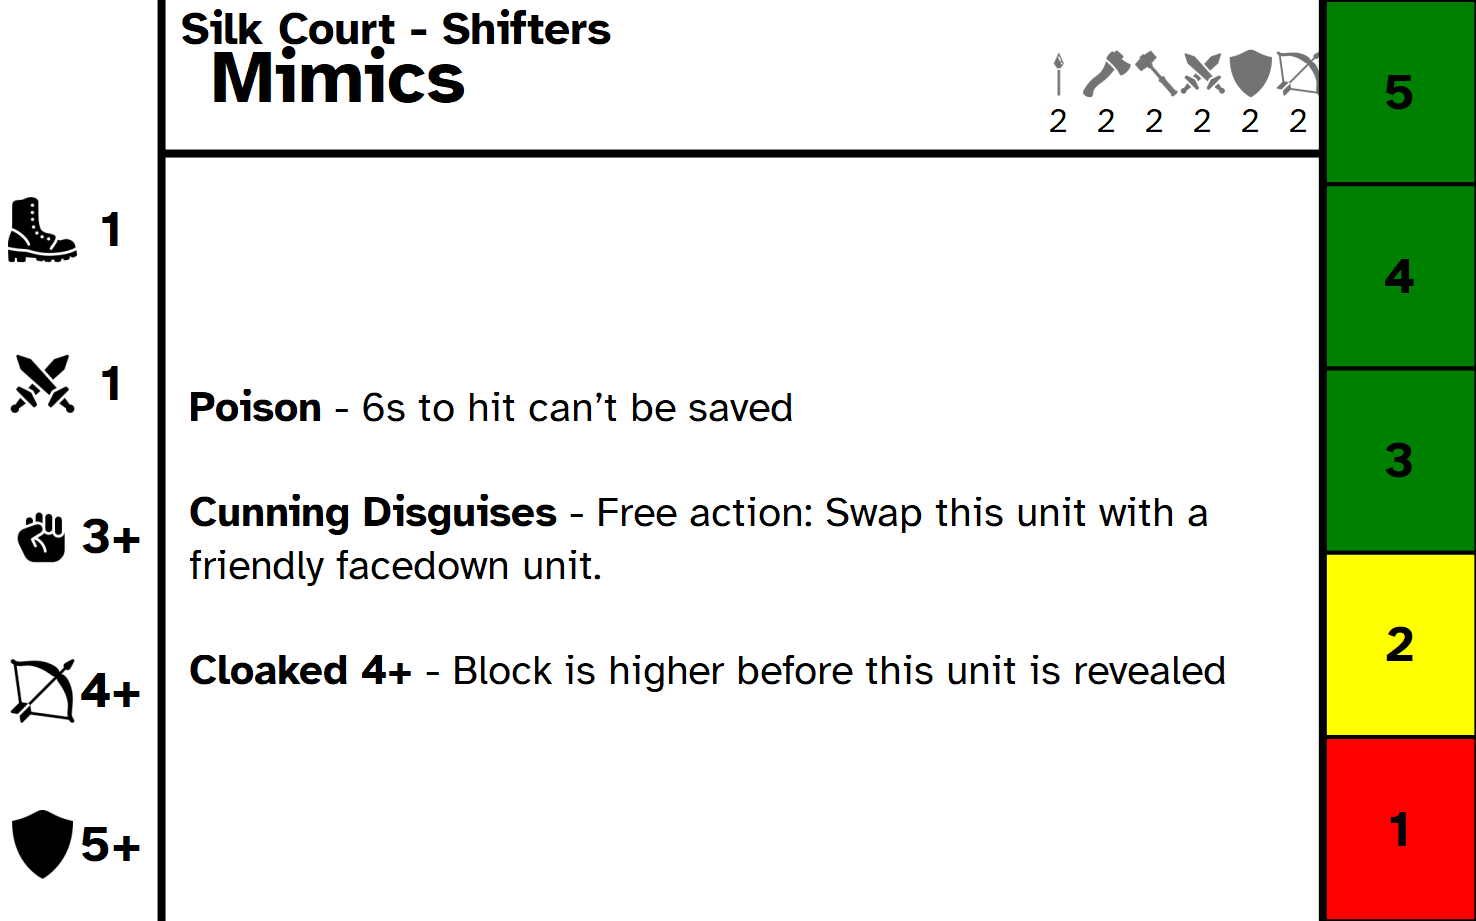 Silk Court - Shifters
Mimics
2 2 2 2 2 2
1
1
3+
4+
5+
Poison - 6s to hit can’t be saved
Cunning Disguises - Free action: Swap this unit with a
friendly facedown unit.
Cloaked 4+ - Block is higher before this unit is revealed
5
4
3
2
1